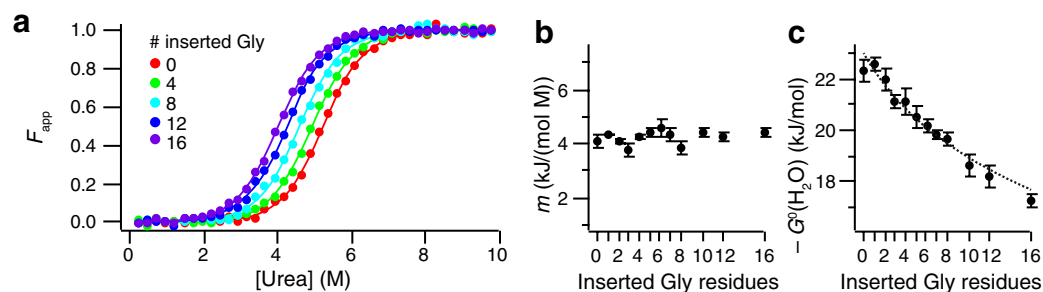 a
# inserted Gly
0
4
8
12
16
F_app
1.0
0.8
0.6
0.4
0.2
0.0
0 2 4 6 8 10
[Urea] (M)
b
m (kJ/(mol M))
8
6
4
2
0 2 4 6 8 10 12 16
Inserted Gly residues
c
– G⁰(H₂O) (kJ/mol)
22
20
18
0 2 4 6 8 10 12 16
Inserted Gly residues